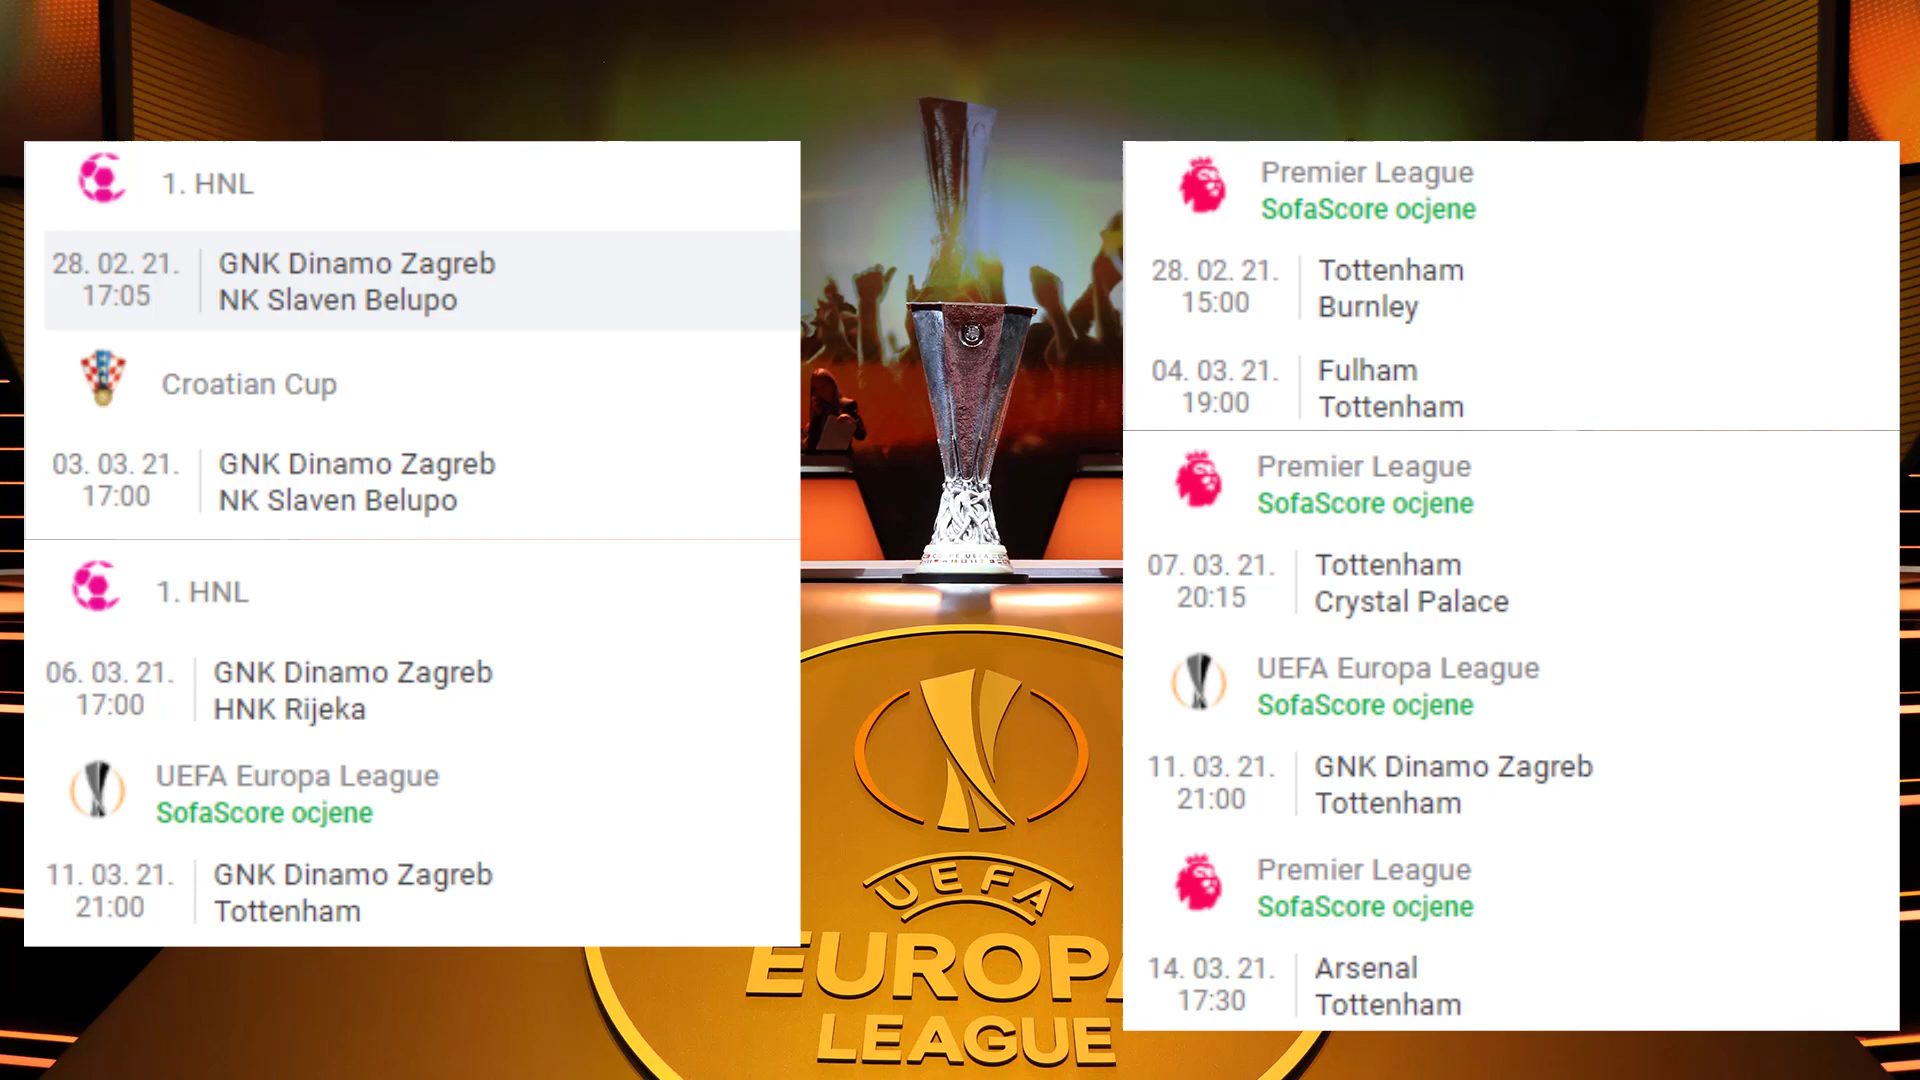 1. HNL
28. 02. 21.
17:05
GNK Dinamo Zagreb
NK Slaven Belupo
Croatian Cup
03. 03. 21.
17:00
GNK Dinamo Zagreb
NK Slaven Belupo
1. HNL
06. 03. 21.
17:00
GNK Dinamo Zagreb
HNK Rijeka
UEFA Europa League
SofaScore ocjene
11. 03. 21.
21:00
GNK Dinamo Zagreb
Tottenham
COUPE UEFA
UEFA
EUROPA
LEAGUE
Premier League
SofaScore ocjene
28. 02. 21.
15:00
Tottenham
Burnley
04. 03. 21.
19:00
Fulham
Tottenham
Premier League
SofaScore ocjene
07. 03. 21.
20:15
Tottenham
Crystal Palace
UEFA Europa League
SofaScore ocjene
11. 03. 21.
21:00
GNK Dinamo Zagreb
Tottenham
Premier League
SofaScore ocjene
14. 03. 21.
17:30
Arsenal
Tottenham